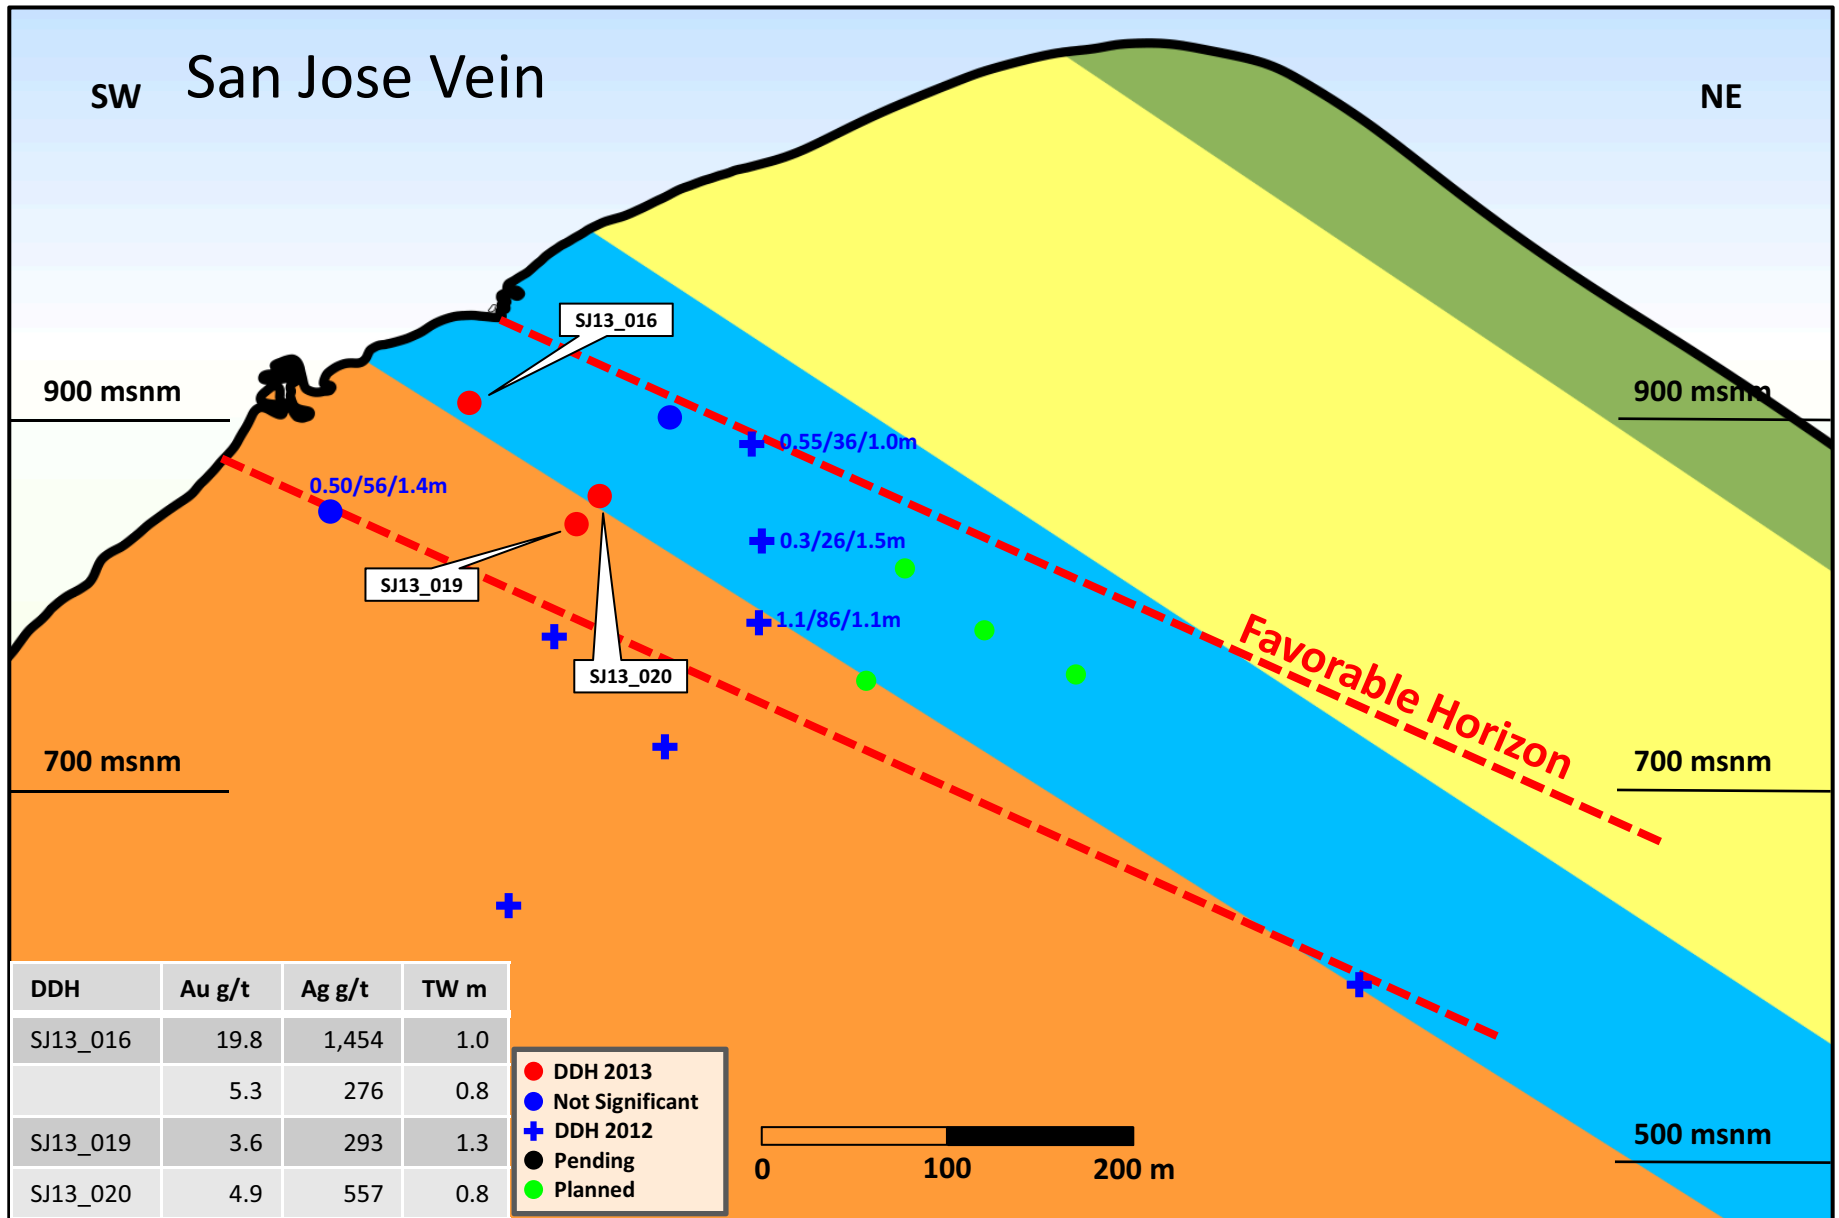 San Jose Vein
SW
NE
SJ13_016
900 msnm
900 msnm
0.55/36/1.0m
0.50/56/1.4m
0.3/26/1.5m
SJ13_019
1.1/86/1.1m
SJ13_020
Favorable Horizon
700 msnm
700 msnm
DDH Au g/t Ag g/t TW m
SJ13_016 19.8 1,454 1.0
5.3 276 0.8
SJ13_019 3.6 293 1.3
SJ13_020 4.9 557 0.8
DDH 2013
Not Significant
DDH 2012
Pending
Planned
0 100 200 m
500 msnm